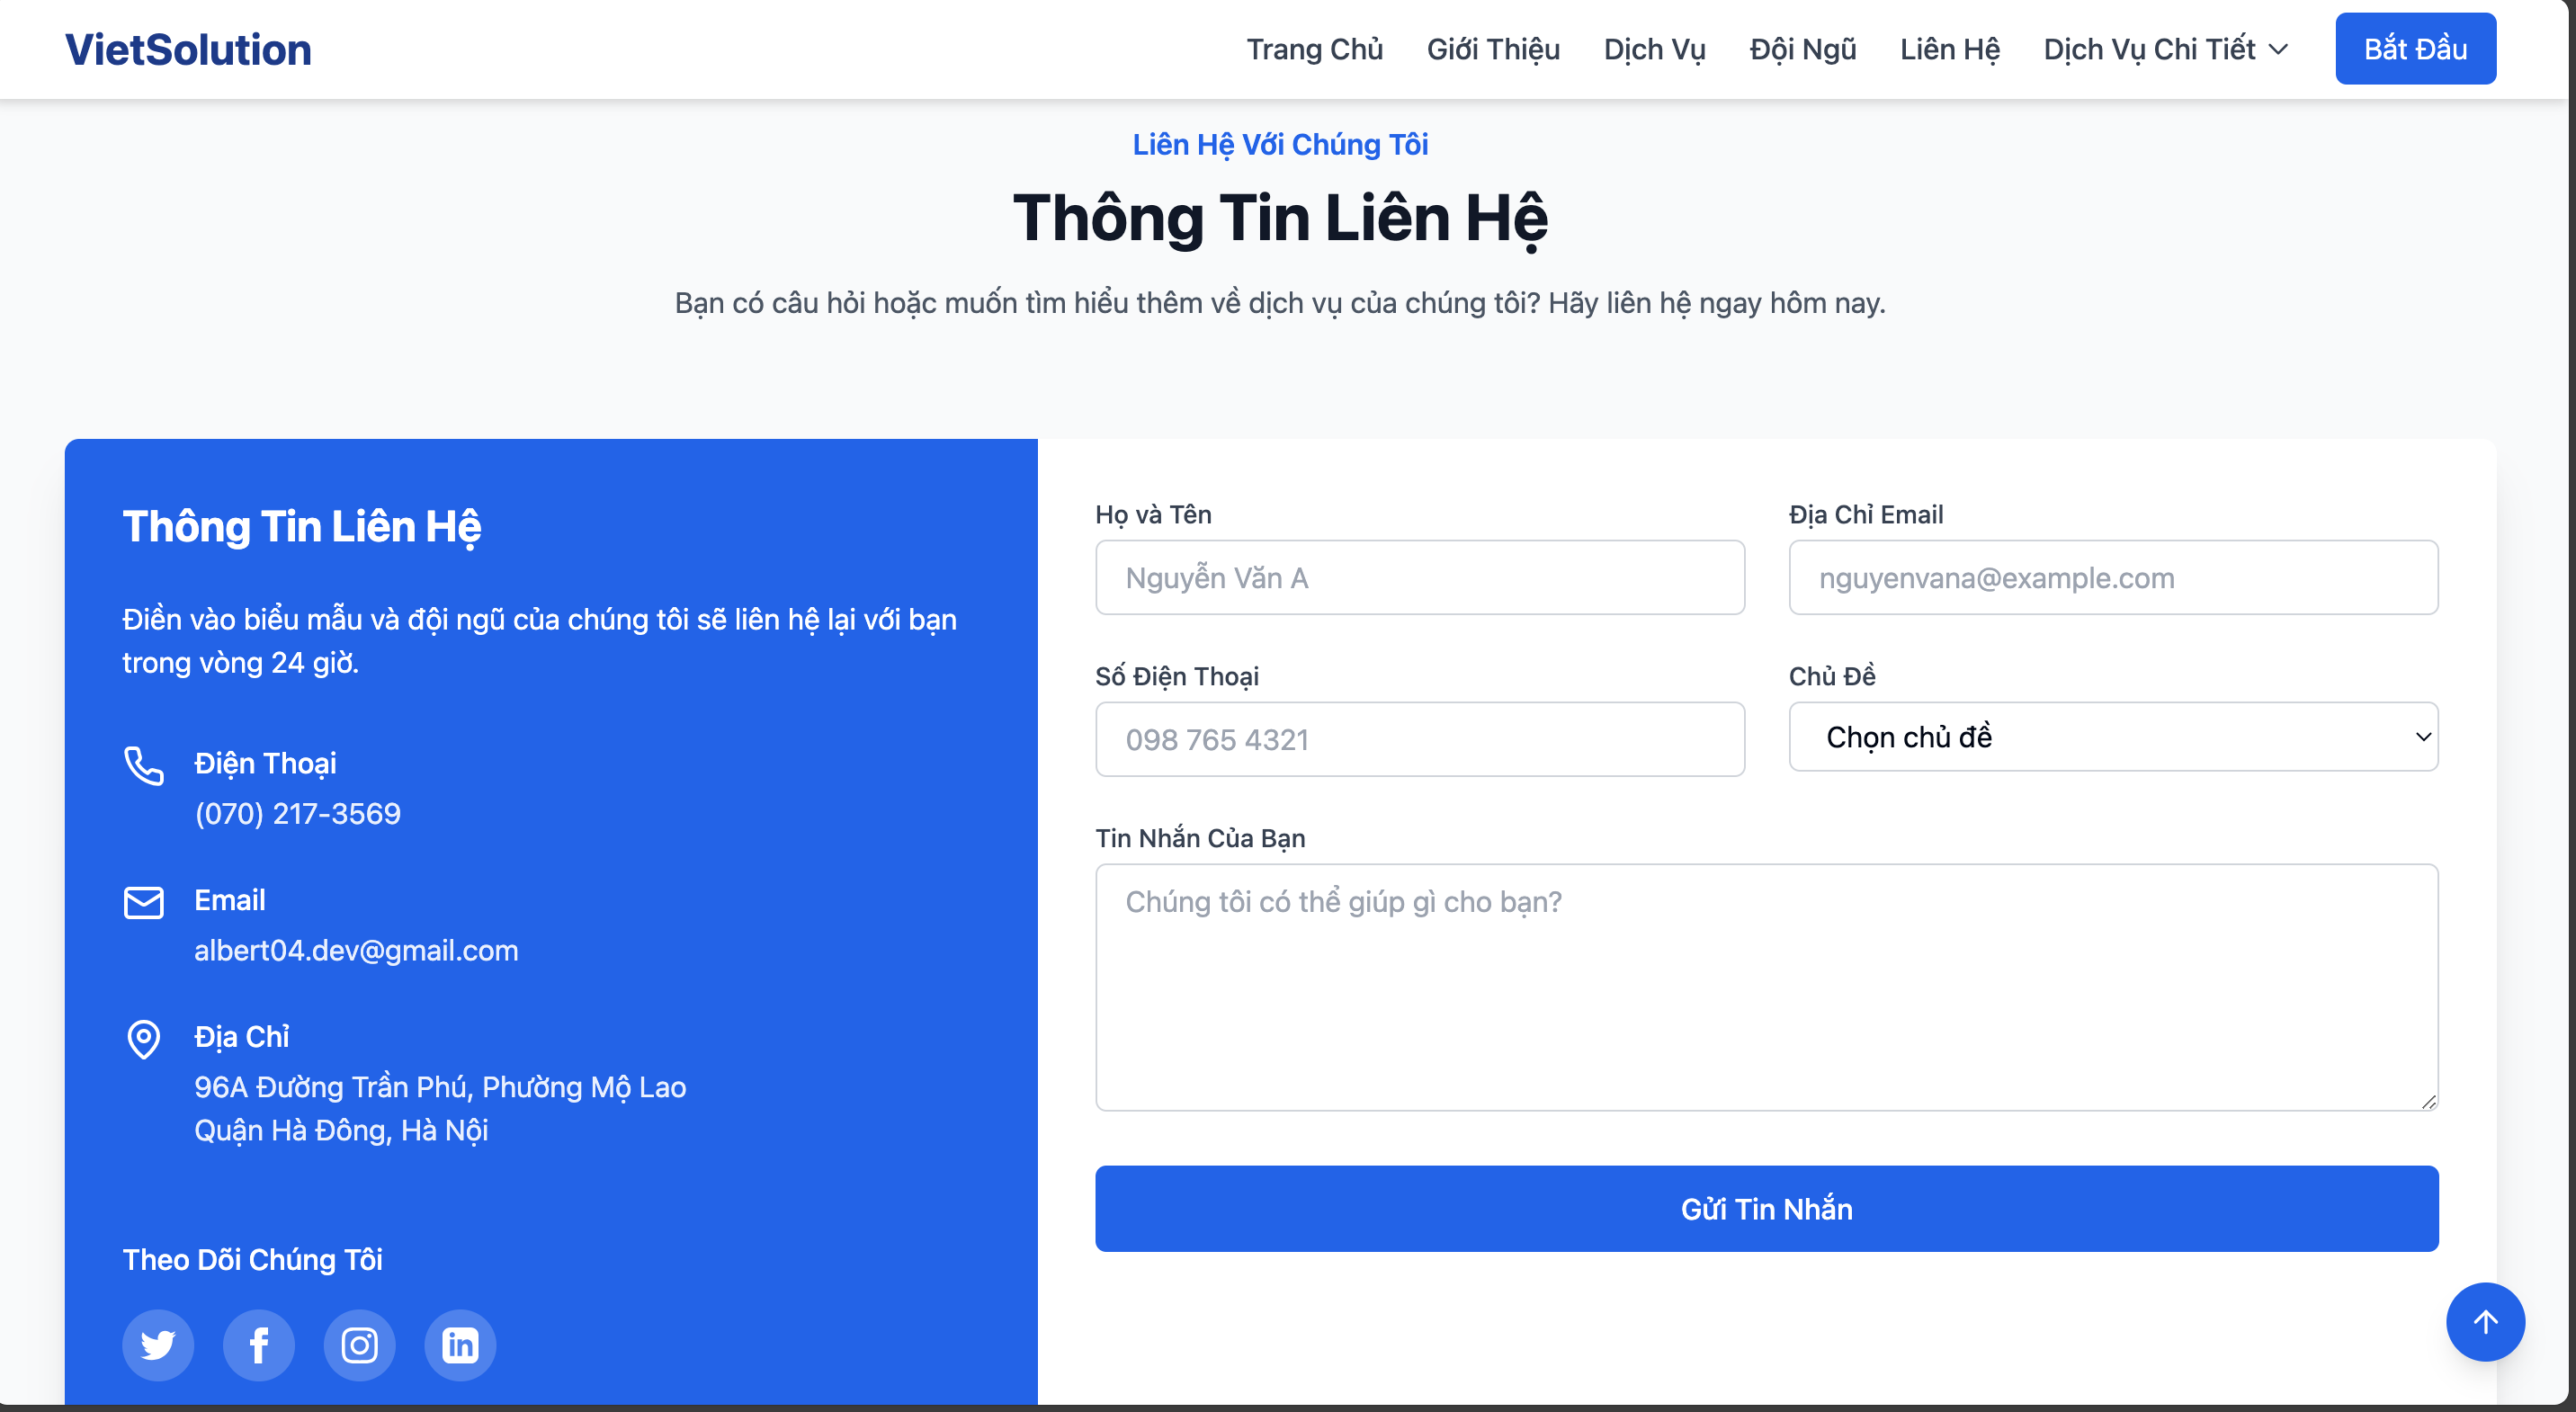 VietSolution
Trang Chủ
Giới Thiệu
Dịch Vụ
Đội Ngũ
Liên Hệ
Dịch Vụ Chi Tiết
Bắt Đầu
Liên Hệ Với Chúng Tôi
Thông Tin Liên Hệ
Bạn có câu hỏi hoặc muốn tìm hiểu thêm về dịch vụ của chúng tôi? Hãy liên hệ ngay hôm nay.
Thông Tin Liên Hệ
Điền vào biểu mẫu và đội ngũ của chúng tôi sẽ liên hệ lại với bạn
trong vòng 24 giờ.
Điện Thoại
(070) 217-3569
Email
albert04.dev@gmail.com
Địa Chỉ
96A Đường Trần Phú, Phường Mộ Lao
Quận Hà Đông, Hà Nội
Theo Dõi Chúng Tôi
Họ và Tên
Nguyễn Văn A
Địa Chỉ Email
nguyenvana@example.com
Số Điện Thoại
098 765 4321
Chủ Đề
Chọn chủ đề
Tin Nhắn Của Bạn
Chúng tôi có thể giúp gì cho bạn?
Gửi Tin Nhắn